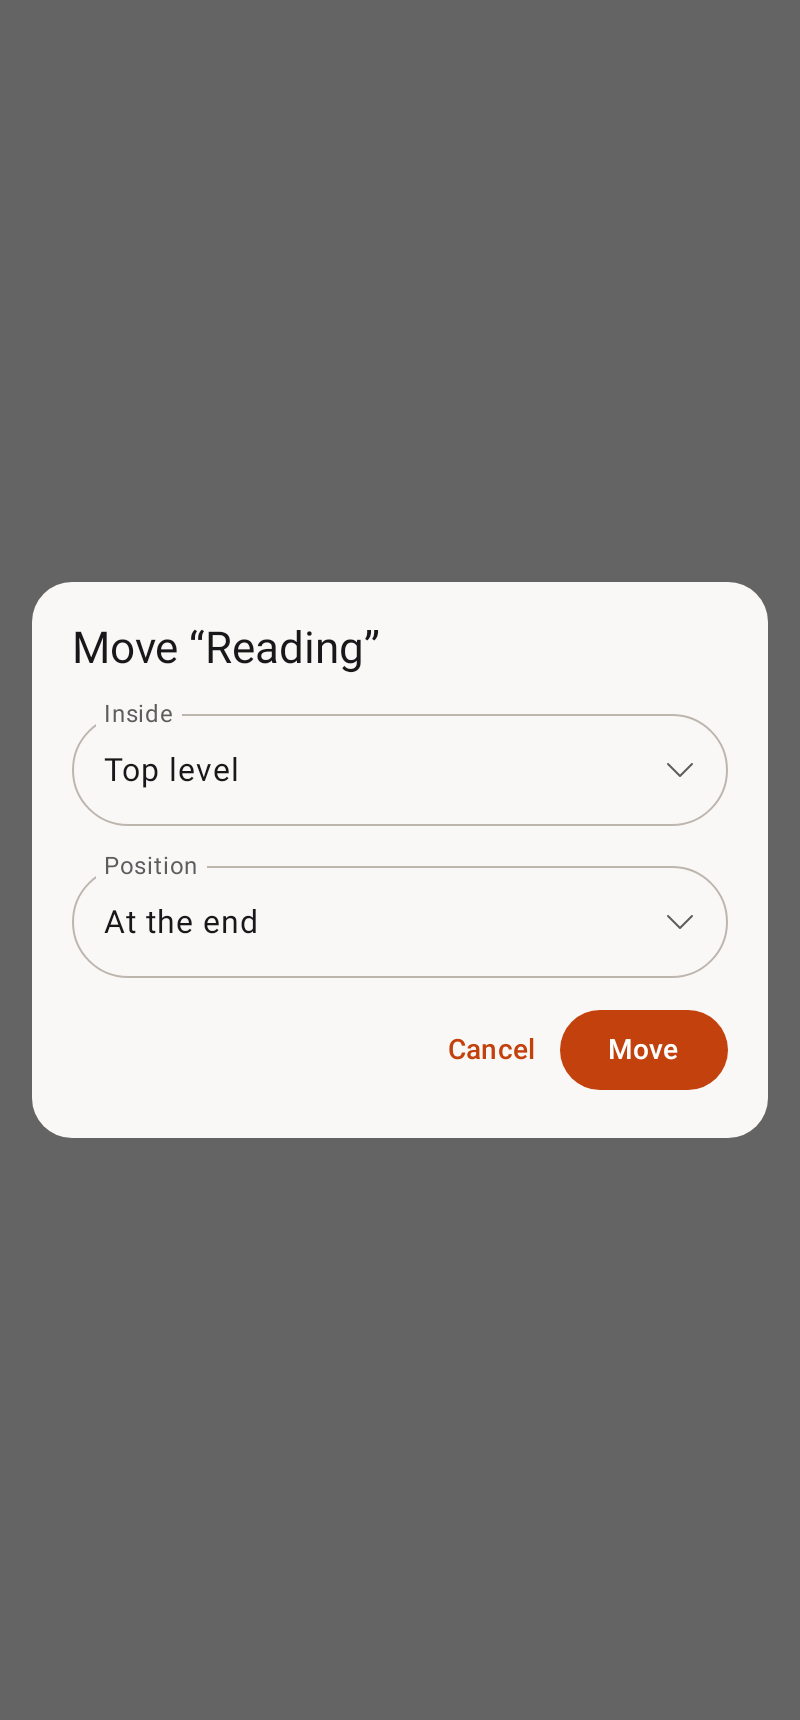 Move “Reading”
Inside
Top level
Position
At the end
Cancel Move